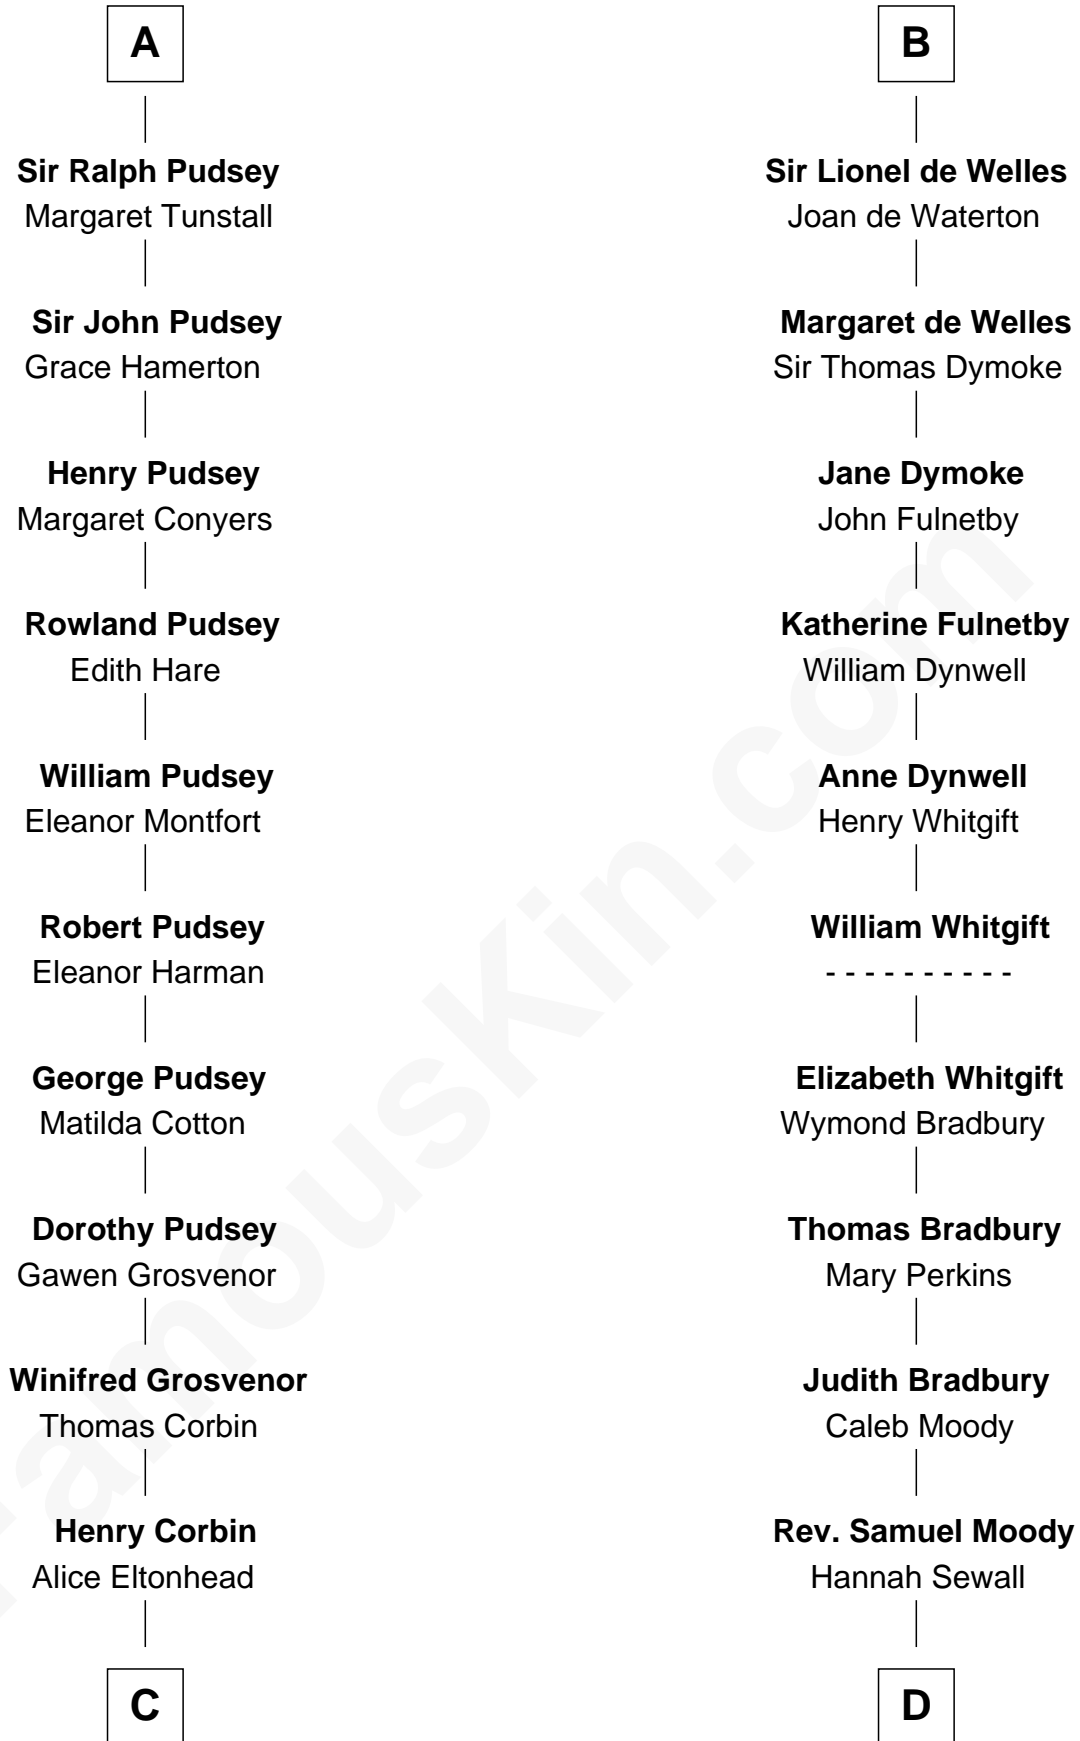 A
Sir Ralph Pudsey
Margaret Tunstall
Sir John Pudsey
Grace Hamerton
Henry Pudsey
Margaret Conyers
Rowland Pudsey
Edith Hare
William Pudsey
Eleanor Montfort
Robert Pudsey
Eleanor Harman
George Pudsey
Matilda Cotton
Dorothy Pudsey
Gawen Grosvenor
Winifred Grosvenor
Thomas Corbin
Henry Corbin
Alice Eltonhead
C
B
Sir Lionel de Welles
Joan de Waterton
Margaret de Welles
Sir Thomas Dymoke
Jane Dymoke
John Fulnetby
Katherine Fulnetby
William Dynwell
Anne Dynwell
Henry Whitgift
William Whitgift
- - - - - - - - - -
Elizabeth Whitgift
Wymond Bradbury
Thomas Bradbury
Mary Perkins
Judith Bradbury
Caleb Moody
Rev. Samuel Moody
Hannah Sewall
D
FamousKin.com